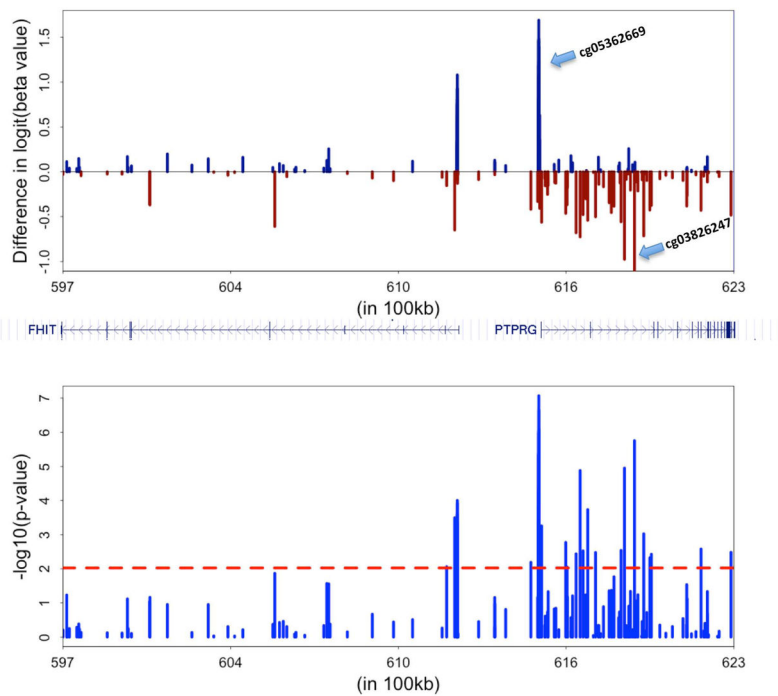 Difference in logit(beta value)
1.5
1.0
0.5
0.0
-0.5
-1.0
cg05362669
cg03826247
597 604 610 616 623
(in 100kb)
FHIT PTPRG
-log10(p-value)
7
6
5
4
3
2
1
0
597 604 610 616 623
(in 100kb)